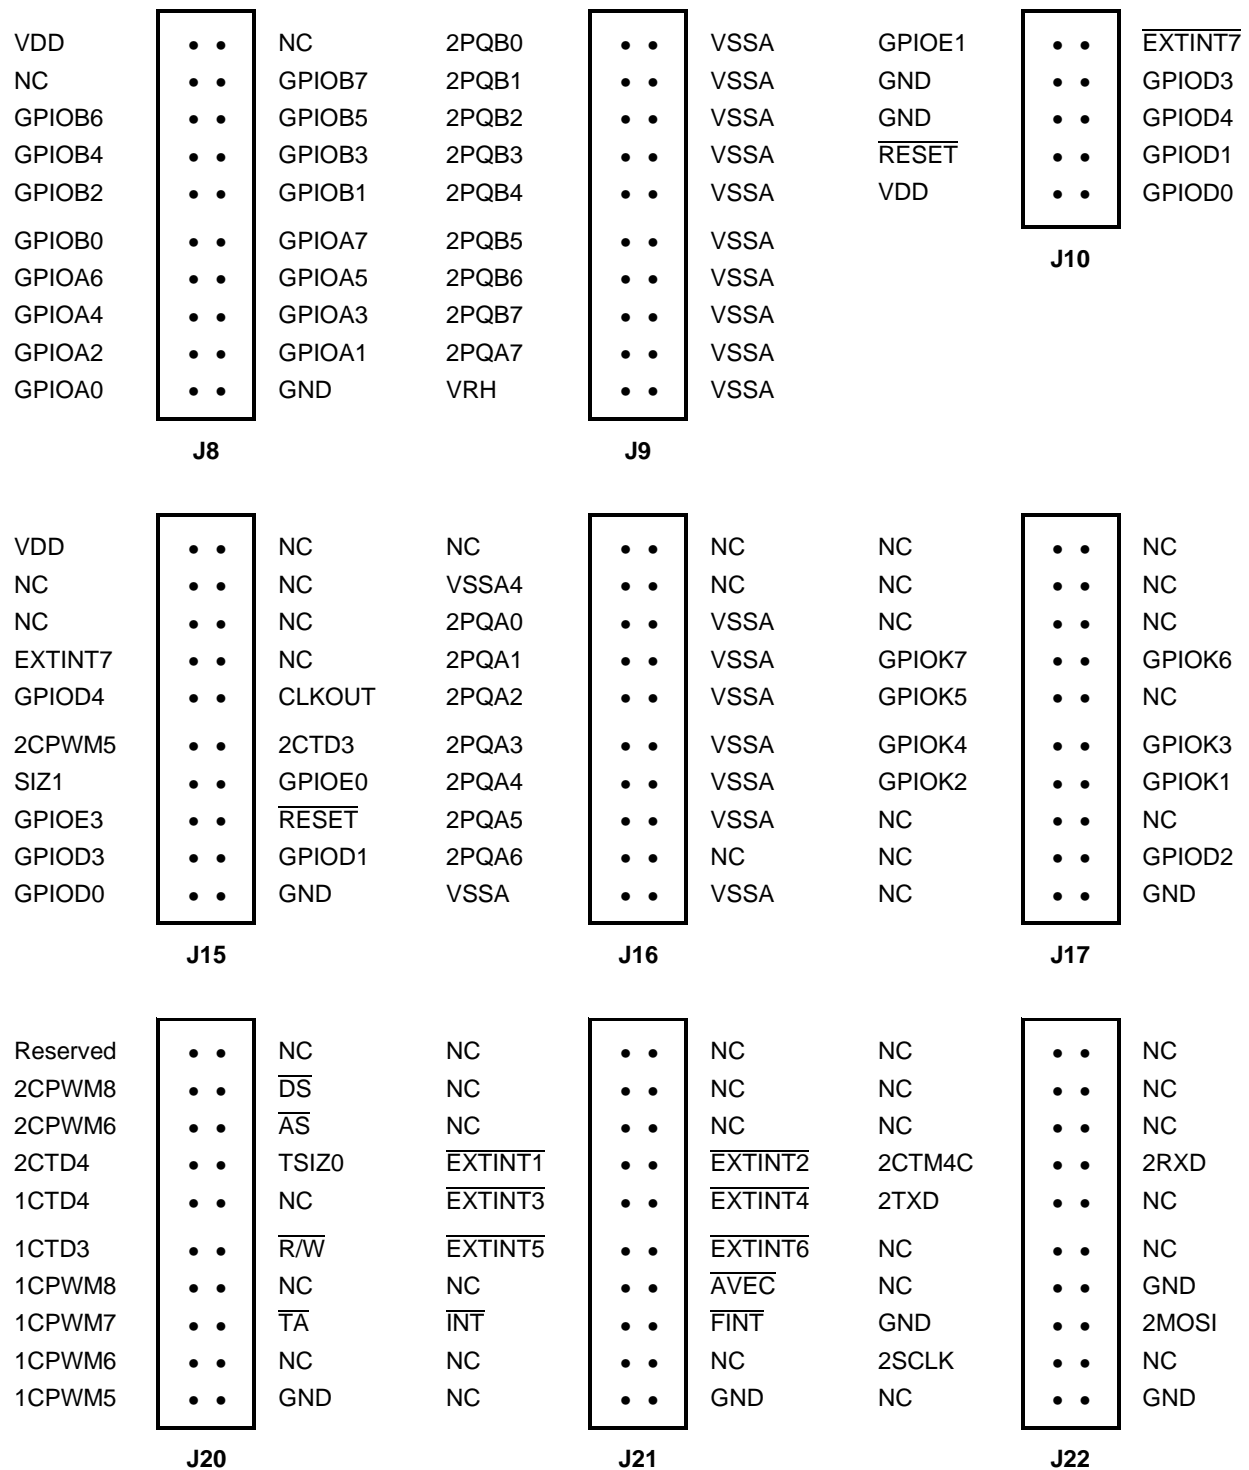 VDD NC 2PQB0 VSSA GPIOE1 EXTINT7
NC GPIOB7 2PQB1 VSSA GND GPIOD3
GPIOB6 GPIOB5 2PQB2 VSSA GND GPIOD4
GPIOB4 GPIOB3 2PQB3 VSSA RESET GPIOD1
GPIOB2 GPIOB1 2PQB4 VSSA VDD GPIOD0
GPIOB0 GPIOA7 2PQB5 VSSA
J10
GPIOA6 GPIOA5 2PQB6 VSSA
GPIOA4 GPIOA3 2PQB7 VSSA
GPIOA2 GPIOA1 2PQA7 VSSA
GPIOA0 GND VRH VSSA
J8 J9
VDD NC NC NC NC NC
NC NC VSSA4 NC NC NC
NC NC 2PQA0 VSSA NC NC
EXTINT7 NC 2PQA1 VSSA GPIOK7 GPIOK6
GPIOD4 CLKOUT 2PQA2 VSSA GPIOK5 NC
2CPWM5 2CTD3 2PQA3 VSSA GPIOK4 GPIOK3
SIZ1 GPIOE0 2PQA4 VSSA GPIOK2 GPIOK1
GPIOE3 RESET 2PQA5 VSSA NC NC
GPIOD3 GPIOD1 2PQA6 NC NC GPIOD2
GPIOD0 GND VSSA VSSA NC GND
J15 J16 J17
Reserved NC NC NC NC NC
2CPWM8 DS NC NC NC NC
2CPWM6 AS NC NC NC NC
2CTD4 TSIZ0 EXTINT1 EXTINT2 2CTM4C 2RXD
1CTD4 NC EXTINT3 EXTINT4 2TXD NC
1CTD3 R/W EXTINT5 EXTINT6 NC NC
1CPWM8 NC NC AVEC NC GND
1CPWM7 TA INT FINT GND 2MOSI
1CPWM6 NC NC NC 2SCLK NC
1CPWM5 GND NC GND NC GND
J20 J21 J22